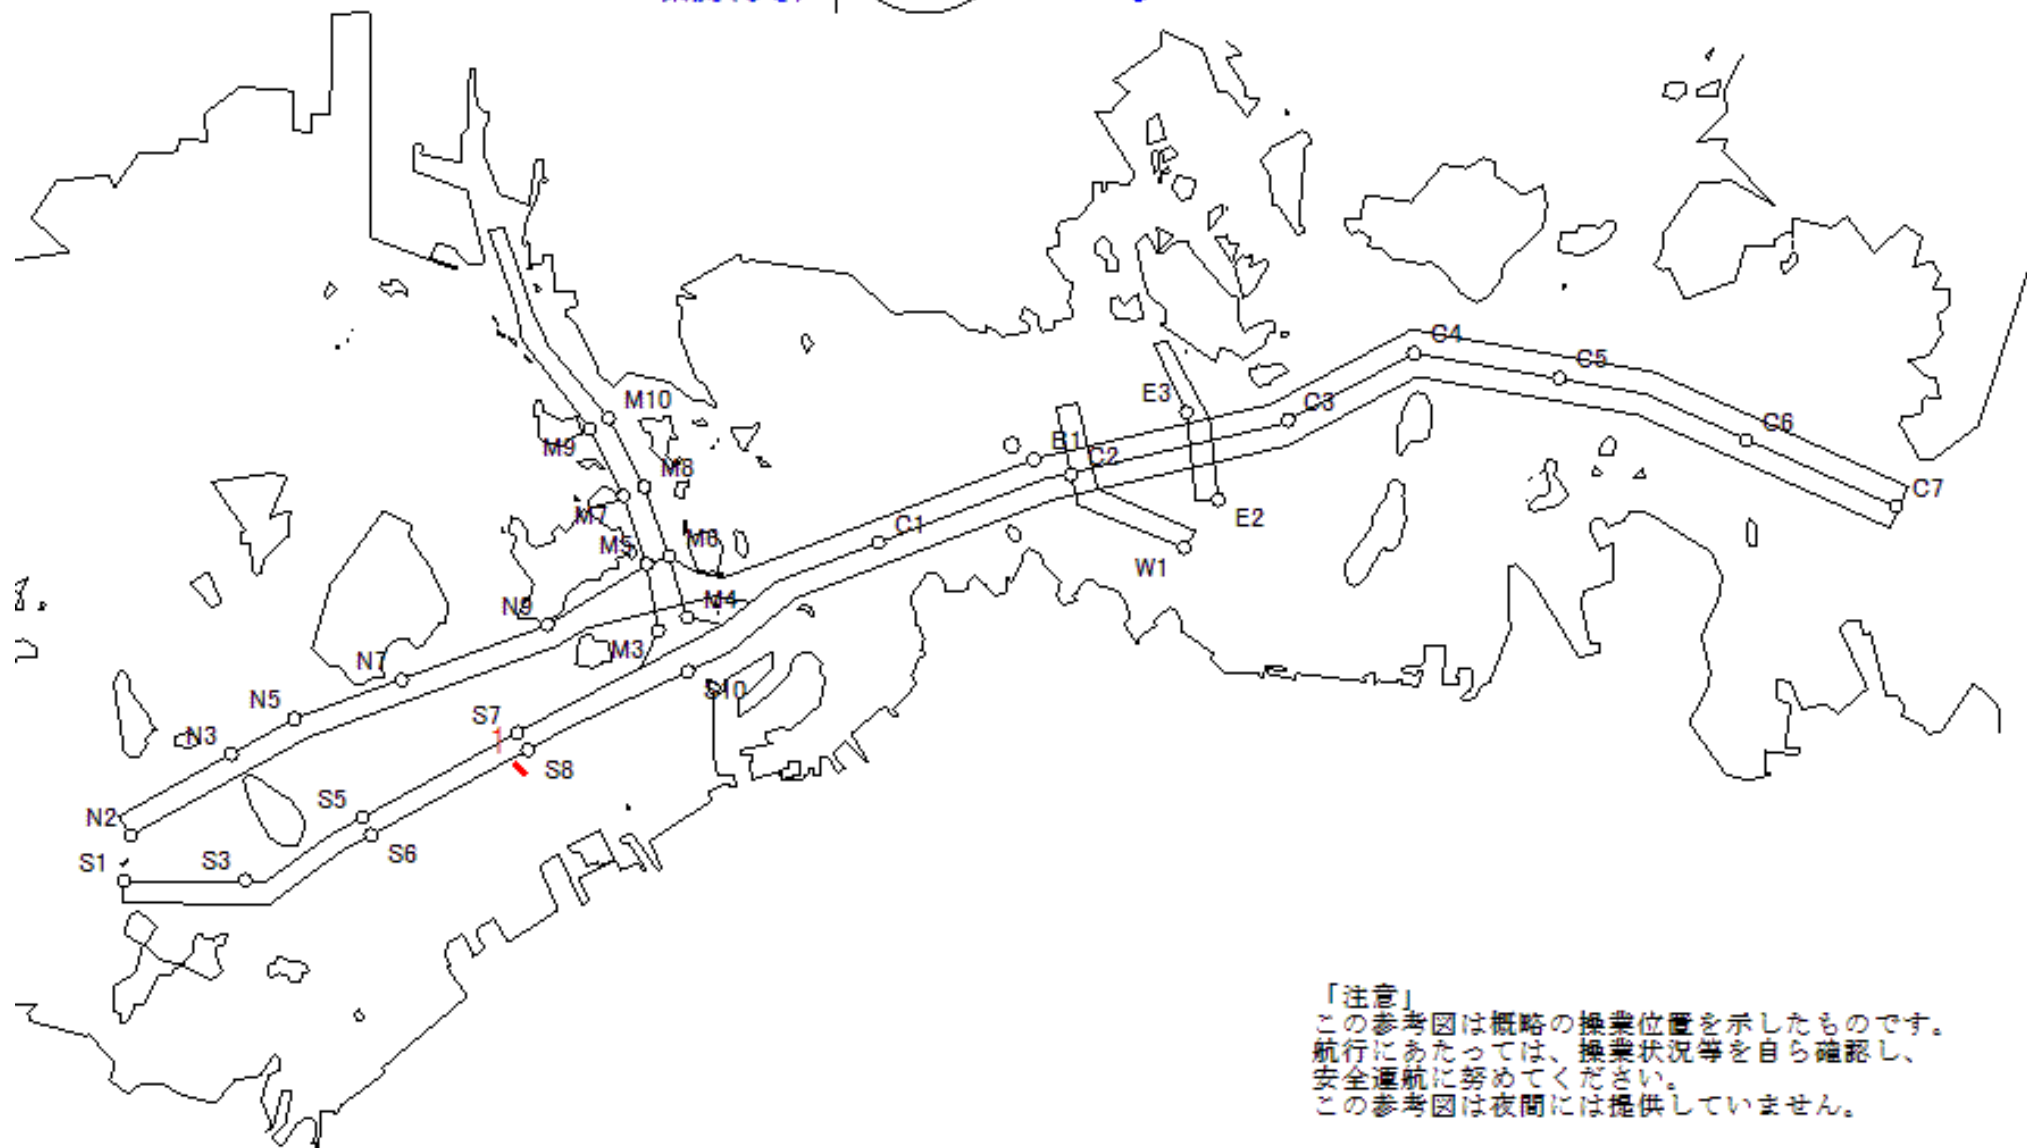 C4
C5
M10
E3
C3
C6
M9
B1
M8
C2
C7
M7
E2
C1
M6
M5
W1
M4
N9
M3
N7
S10
N5
S7
N3
1
S8
S5
N2
S6
S3
S1
「注意」
この参考図は概略の操業位置を示したものです。
航行にあたっては、操業状況等を自ら確認し、
安全運航に努めてください。
この参考図は夜間には提供していません。